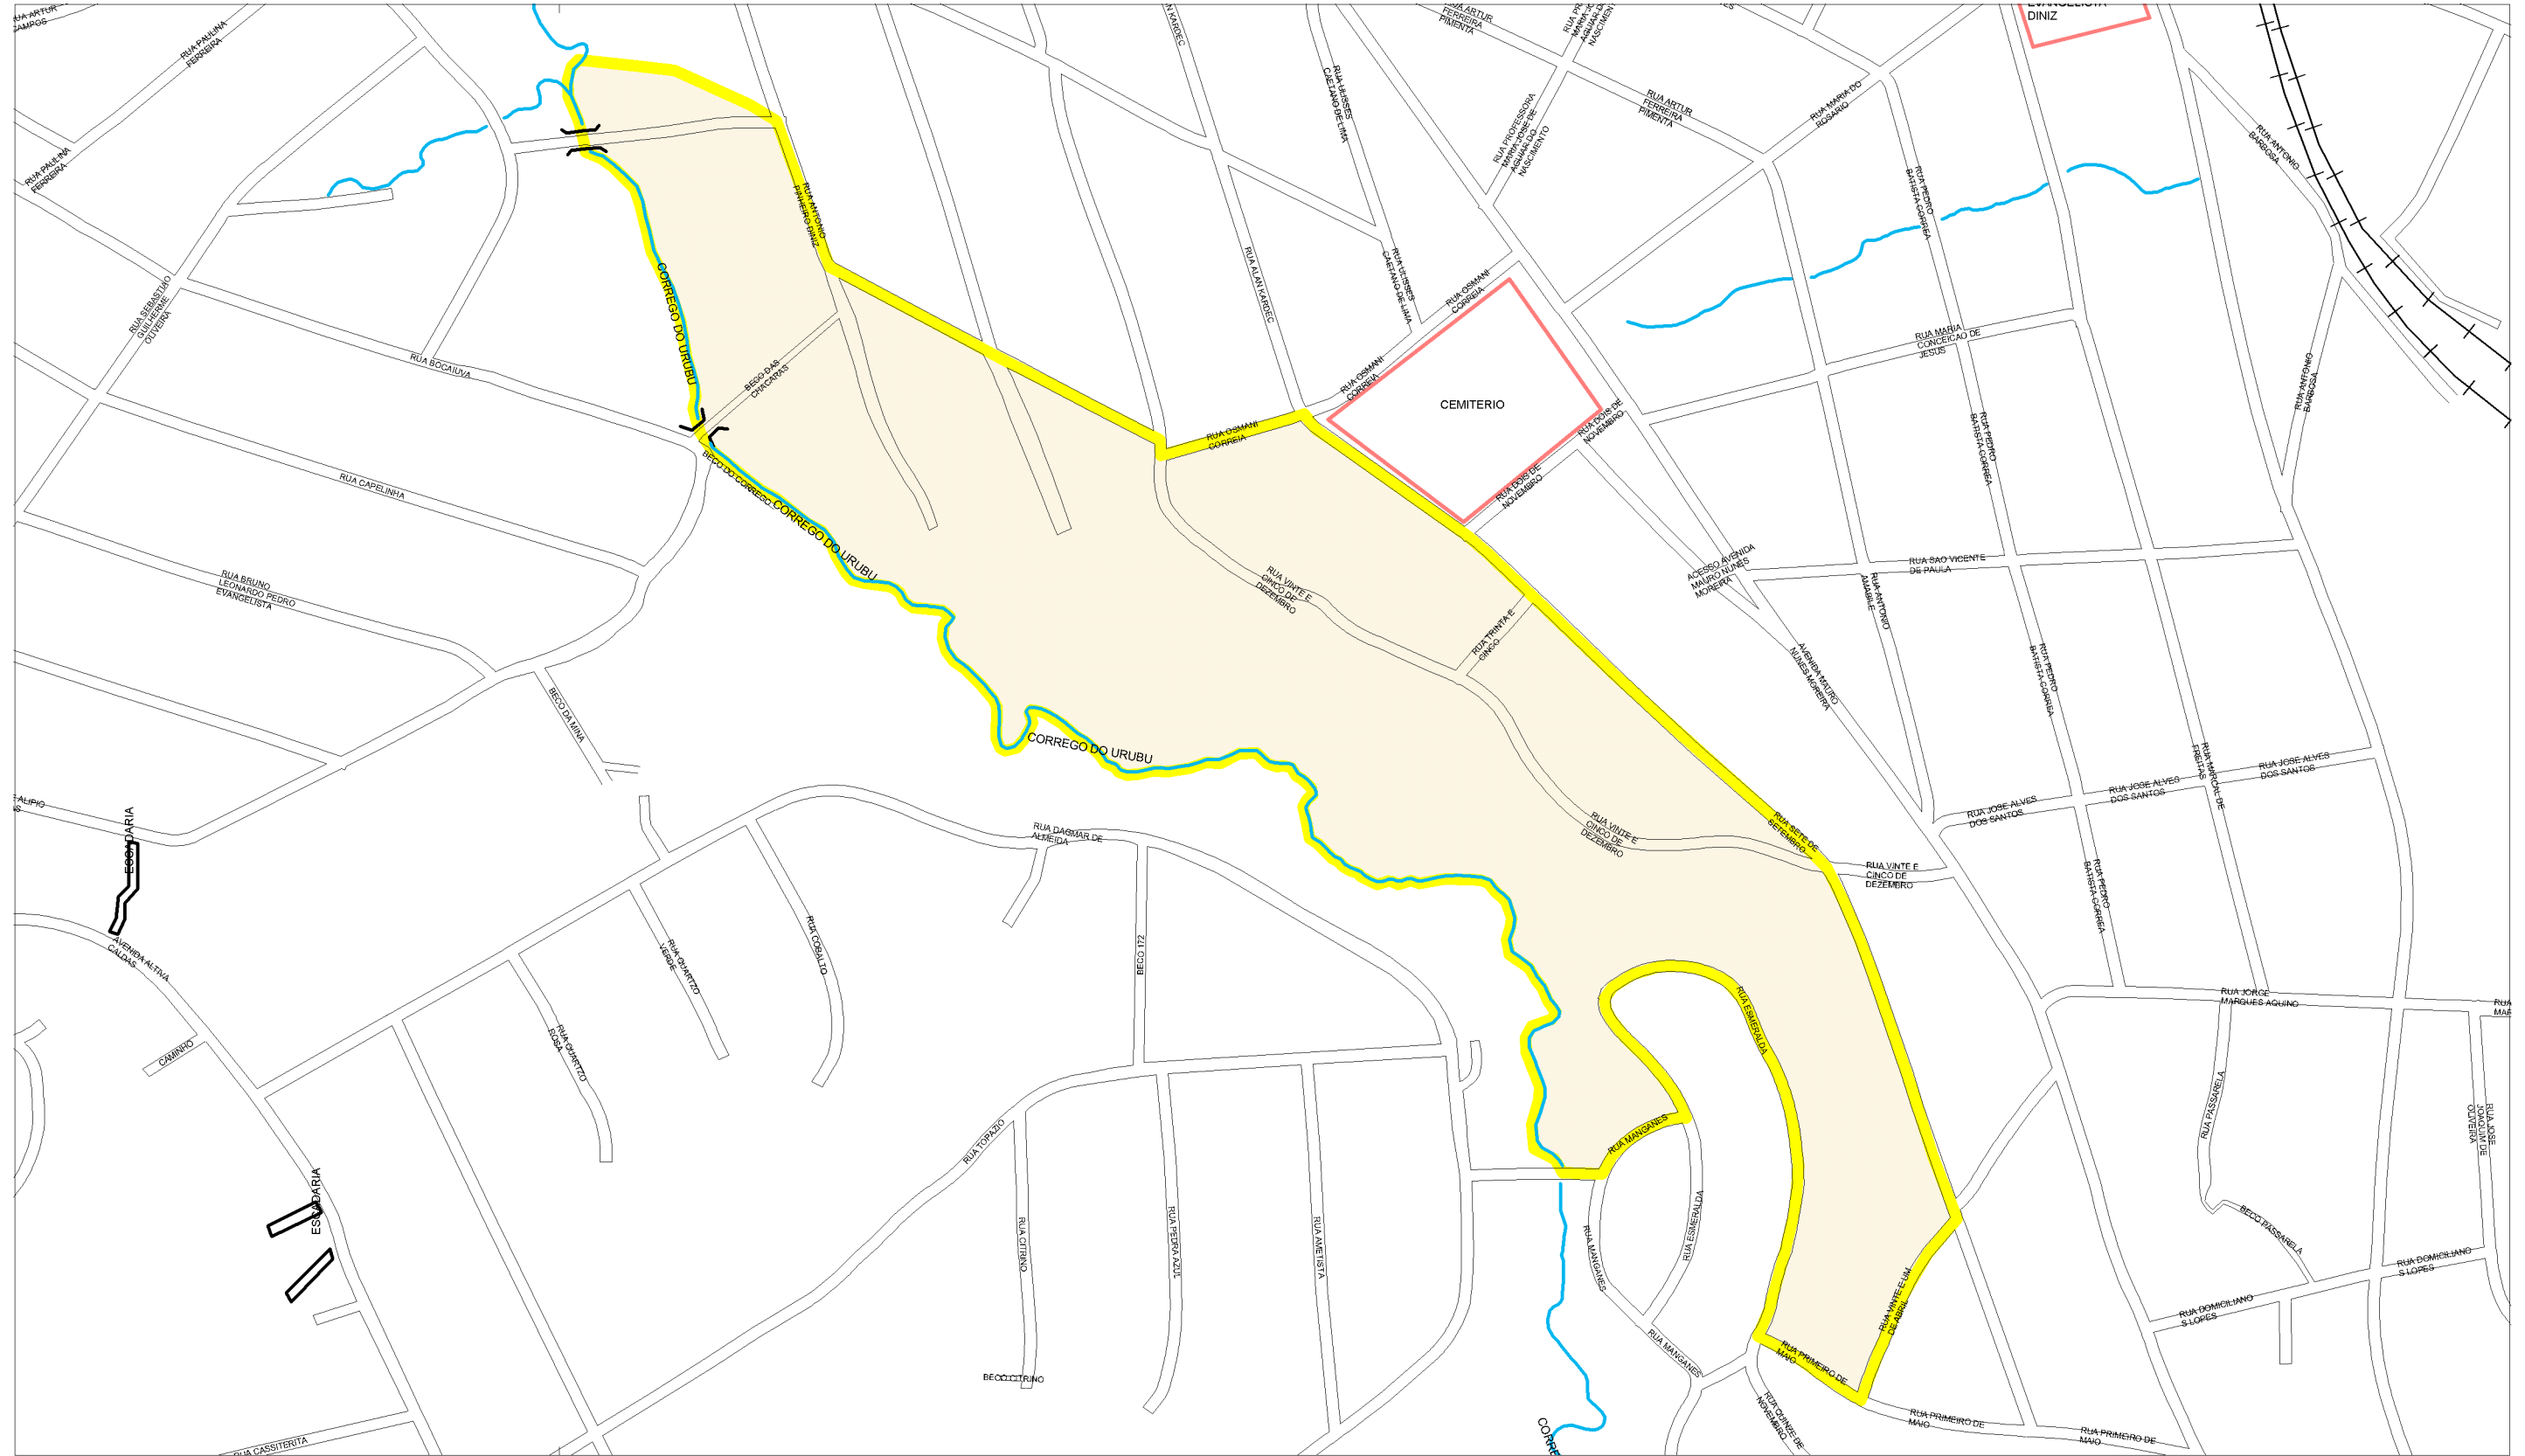 RUA ARTUR
CAMPOS
RUA PAULINA
FERREIRA
RUA PAULINA
FERREIRA
N KARDEC
RUA ULISSES
CAETANO DE LIMA
RUA ARTUR
FERREIRA
PIMENTA
MARIA JO
AGUIAR D
NASCIMEN
EVANGELISTA
DINIZ
RUA ARTUR
FERREIRA
PIMENTA
RUA MARIA DO
ROSARIO
RUA PROFESSORA
MARIA JOSE DE
AGUIAR DO
NASCIMENTO
RUA ANTONIO
BARBOSA
RUA PEDRO
BATISTA CORREA
RUA ANTONIO
PINHEIRO DINIZ
RUA SEBASTIAO
GUILHERME
OLIVEIRA
CORREGO DO URUBU
RUA ALAN KARDEC
RUA ULISSES
CAETANO DE LIMA
RUA OSMANI
CORREIA
RUA BOCAIUVA
BECO DAS
CHACARAS
RUA OSMANI
CORREIA
CEMITERIO
RUA MARIA
CONCEICAO DE
JESUS
RUA ANTONIO
BARBOSA
RUA OSMANI
CORREIA
RUA DOIS DE
NOVEMBRO
RUA PEDRO
BATISTA CORREA
RUA CAPELINHA
BECO DO CORREGO
CORREGO DO URUBU
RUA DOIS DE
NOVEMBRO
RUA BRUNO
LEONARDO PEDRO
EVANGELISTA
RUA VINTE E
CINCO DE
DEZEMBRO
ACESSO AVENIDA
MAURO NUNES
MOREIRA
RUA SAO VICENTE
DE PAULA
RUA ANTONIO
AMABILE
RUA TRINTA E
CINCO
BECO DA MINA
AVENIDA MAURO
NUNES MOREIRA
RUA PEDRO
BATISTA CORREA
CORREGO DO URUBU
RUA MARCAL DE
FREITAS
RUA JOSE ALVES
DOS SANTOS
RUA JOSE ALVES
DOS SANTOS
RUA JOSE ALVES
DOS SANTOS
ALIPIO
ESCADARIA
RUA DAGMAR DE
ALMEIDA
RUA VINTE E
CINCO DE
DEZEMBRO
RUA SETE DE
SETEMBRO
RUA VINTE E
CINCO DE
DEZEMBRO
RUA PEDRO
BATISTA CORREA
AVENIDA ALTIVA
CALDAS
RUA QUARTZO
VERDE
RUA COBALTO
BECO 172
RUA ESMERALDA
RUA JORGE
MARQUES AQUINO
RUA
MAR
CAMINHO
RUA QUARTZO
ROSA
RUA PASSARELA
RUA JOSE
JOAQUIM DE
OLIVEIRA
RUA TOPAZIO
RUA MANGANES
ESCADARIA
RUA CITRINO
RUA PEDRA AZUL
RUA AMETISTA
RUA MANGANES
RUA ESMERALDA
BECO PASSARELA
RUA DOMICILIANO
S LOPES
RUA DOMICILIANO
S LOPES
RUA VINTE E UM
DE ABRIL
RUA MANGANES
RUA PRIMEIRO DE
MAIO
BECO CITRINO
RUA QUINZE DE
NOVEMBRO
RUA PRIMEIRO DE
MAIO
RUA PRIMEIRO DE
MAIO
RUA CASSITERITA
CORRE